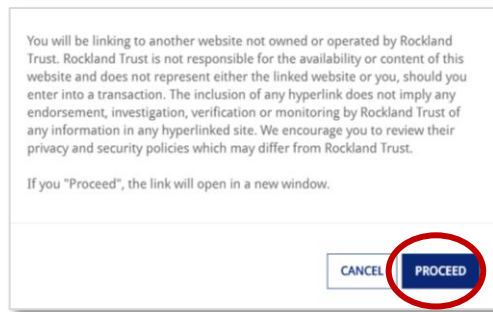 You will be linking to another website not owned or operated by Rockland
Trust. Rockland Trust is not responsible for the availability or content of this
website and does not represent either the linked website or you, should you
enter into a transaction. The inclusion of any hyperlink does not imply any
endorsement, investigation, verification or monitoring by Rockland Trust of
any information in any hyperlinked site. We encourage you to review their
privacy and security policies which may differ from Rockland Trust.
If you "Proceed", the link will open in a new window.
CANCEL PROCEED